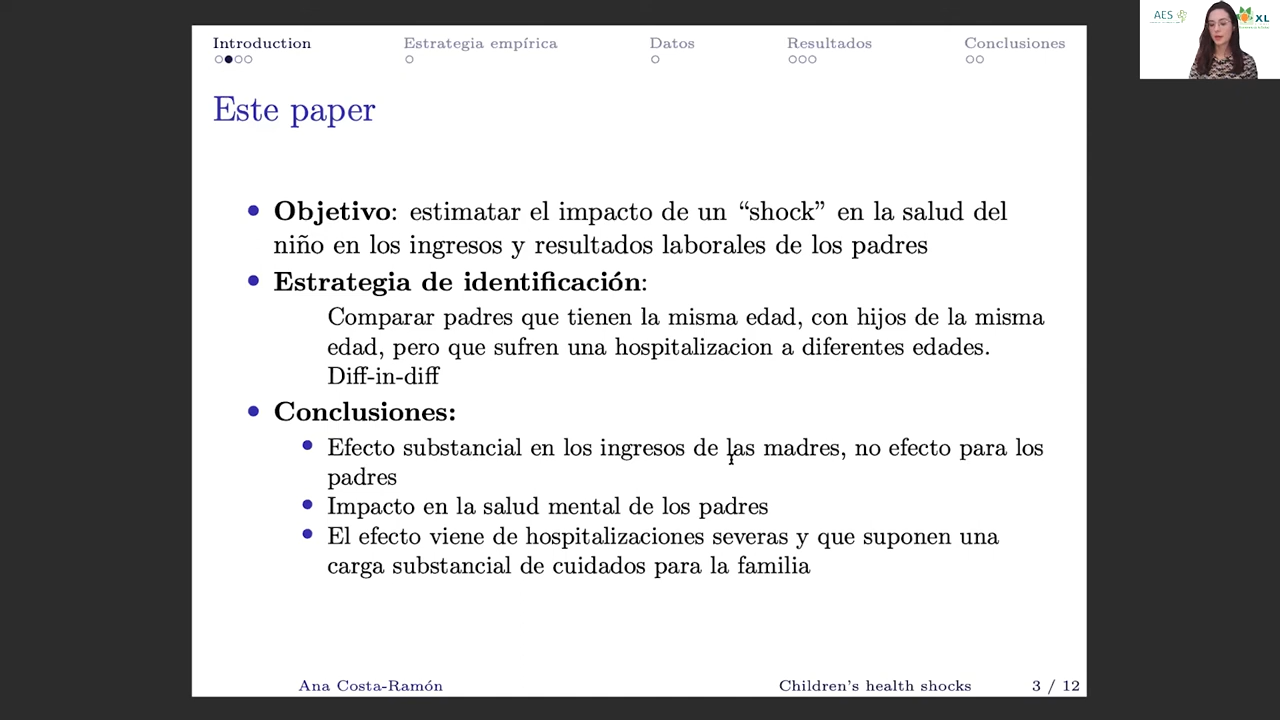 Introduction
Estrategia empírica
Datos
Resultados
Conclusiones
Este paper
Objetivo: estimatar el impacto de un “shock” en la salud del
niño en los ingresos y resultados laborales de los padres
Estrategia de identificación:
Comparar padres que tienen la misma edad, con hijos de la misma
edad, pero que sufren una hospitalizacion a diferentes edades.
Diff-in-diff
Conclusiones:
Efecto substancial en los ingresos de las madres, no efecto para los
padres
Impacto en la salud mental de los padres
El efecto viene de hospitalizaciones severas y que suponen una
carga substancial de cuidados para la familia
Ana Costa-Ramón
Children's health shocks
3 / 12
AES
XL